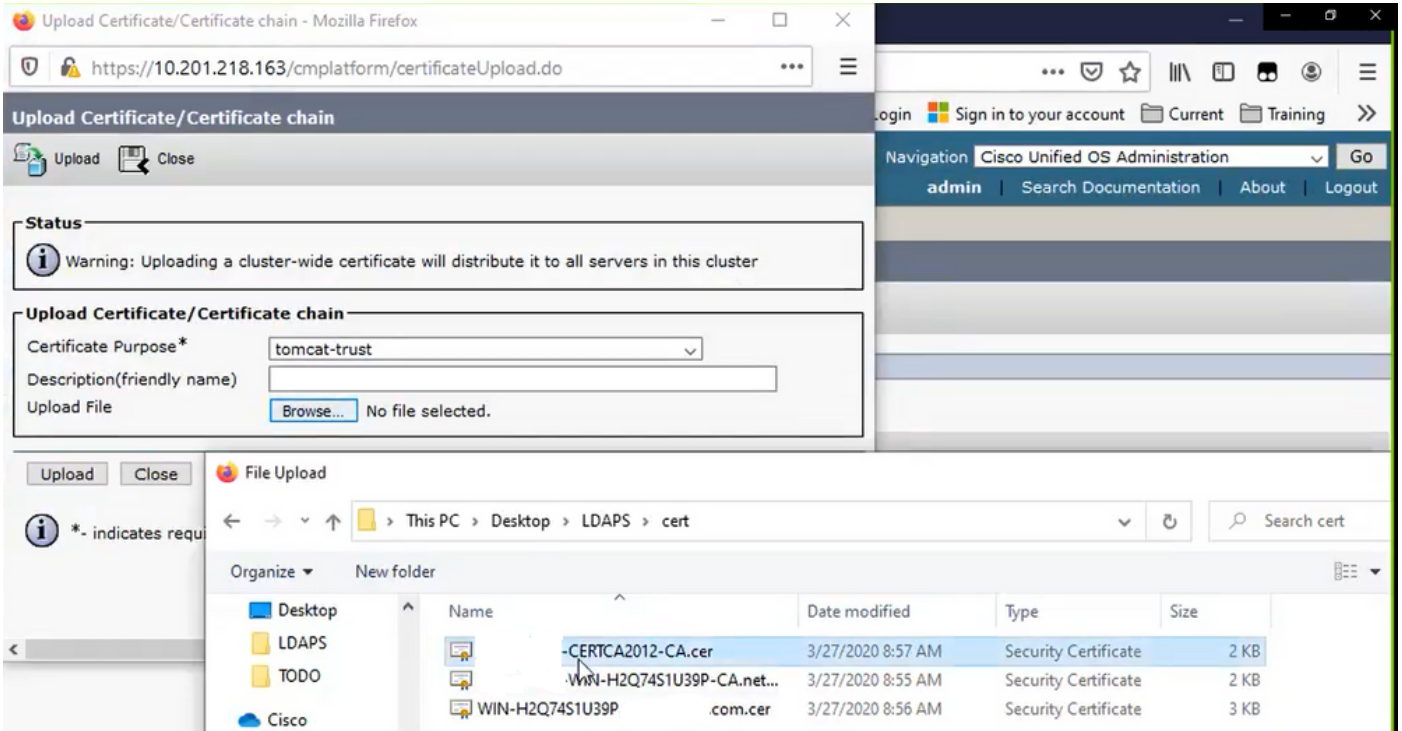 Upload Certificate/Certificate chain - Mozilla Firefox
https://10.201.218.163/cmplatform/certificateUpload.do
Upload Certificate/Certificate chain
Upload Close
Status
Warning: Uploading a cluster-wide certificate will distribute it to all servers in this cluster
Upload Certificate/Certificate chain
Certificate Purpose* tomcat-trust
Description(friendly name)
Upload File Browse... No file selected.
Upload Close
*- indicates requi
Sign in to your account Current Training
Navigation Cisco Unified OS Administration Go
admin | Search Documentation | About | Logout
File Upload
This PC > Desktop > LDAPS > cert
Search cert
Organize New folder
Name Date modified Type Size
-CERTCA2012-CA.cer 3/27/2020 8:57 AM Security Certificate 2 KB
WIN-H2Q74S1U39P-CA.net... 3/27/2020 8:55 AM Security Certificate 2 KB
WIN-H2Q74S1U39P .com.cer 3/27/2020 8:56 AM Security Certificate 3 KB
Desktop
LDAPS
TODO
Cisco